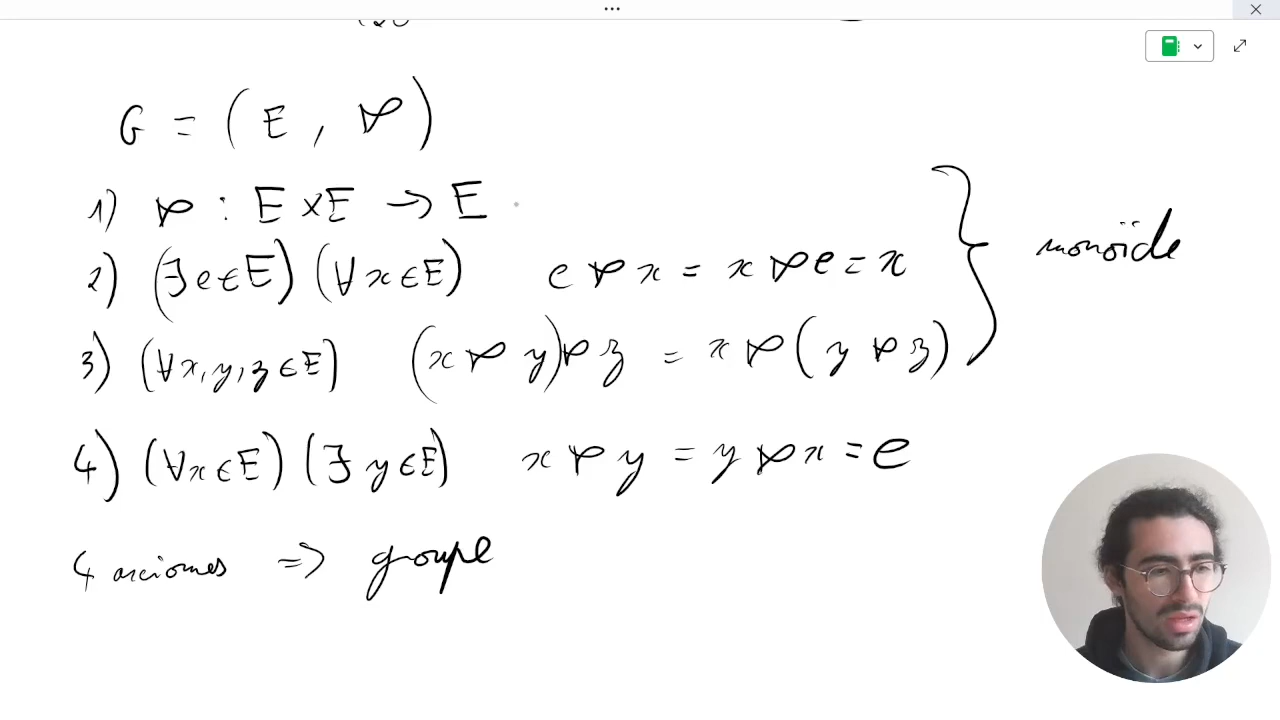 G = (E, ⋈)
1) ⋈ : E × E → E
2) (∃ e ∈ E) (∀ x ∈ E) e ⋈ x = x ⋈ e = x
3) (∀ x, y, z ∈ E) (x ⋈ y) ⋈ z = x ⋈ (y ⋈ z)
monoïde
4) (∀ x ∈ E) (∃ y ∈ E) x ⋈ y = y ⋈ x = e
4 axiomes => groupe